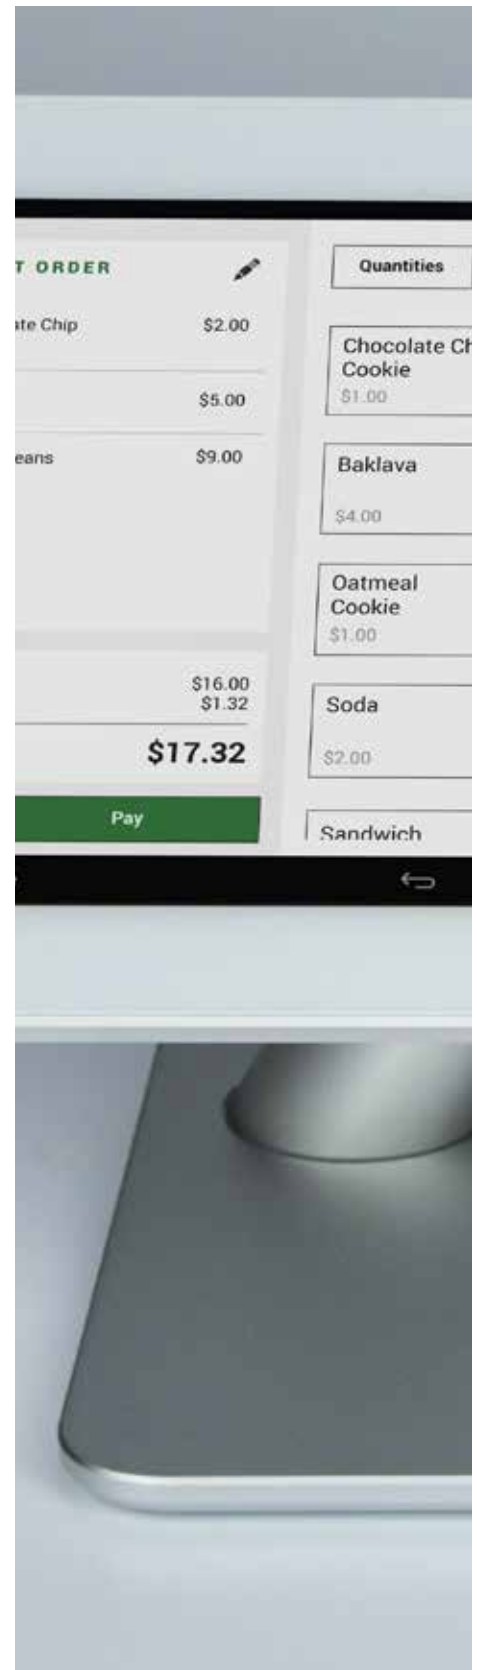 T ORDER
ate Chip $2.00
$5.00
eans $9.00
$16.00
$1.32
$17.32
Pay
Quantities
Chocolate Ch
Cookie
$1.00
Baklava
$4.00
Oatmeal
Cookie
$1.00
Soda
$2.00
Sandwich